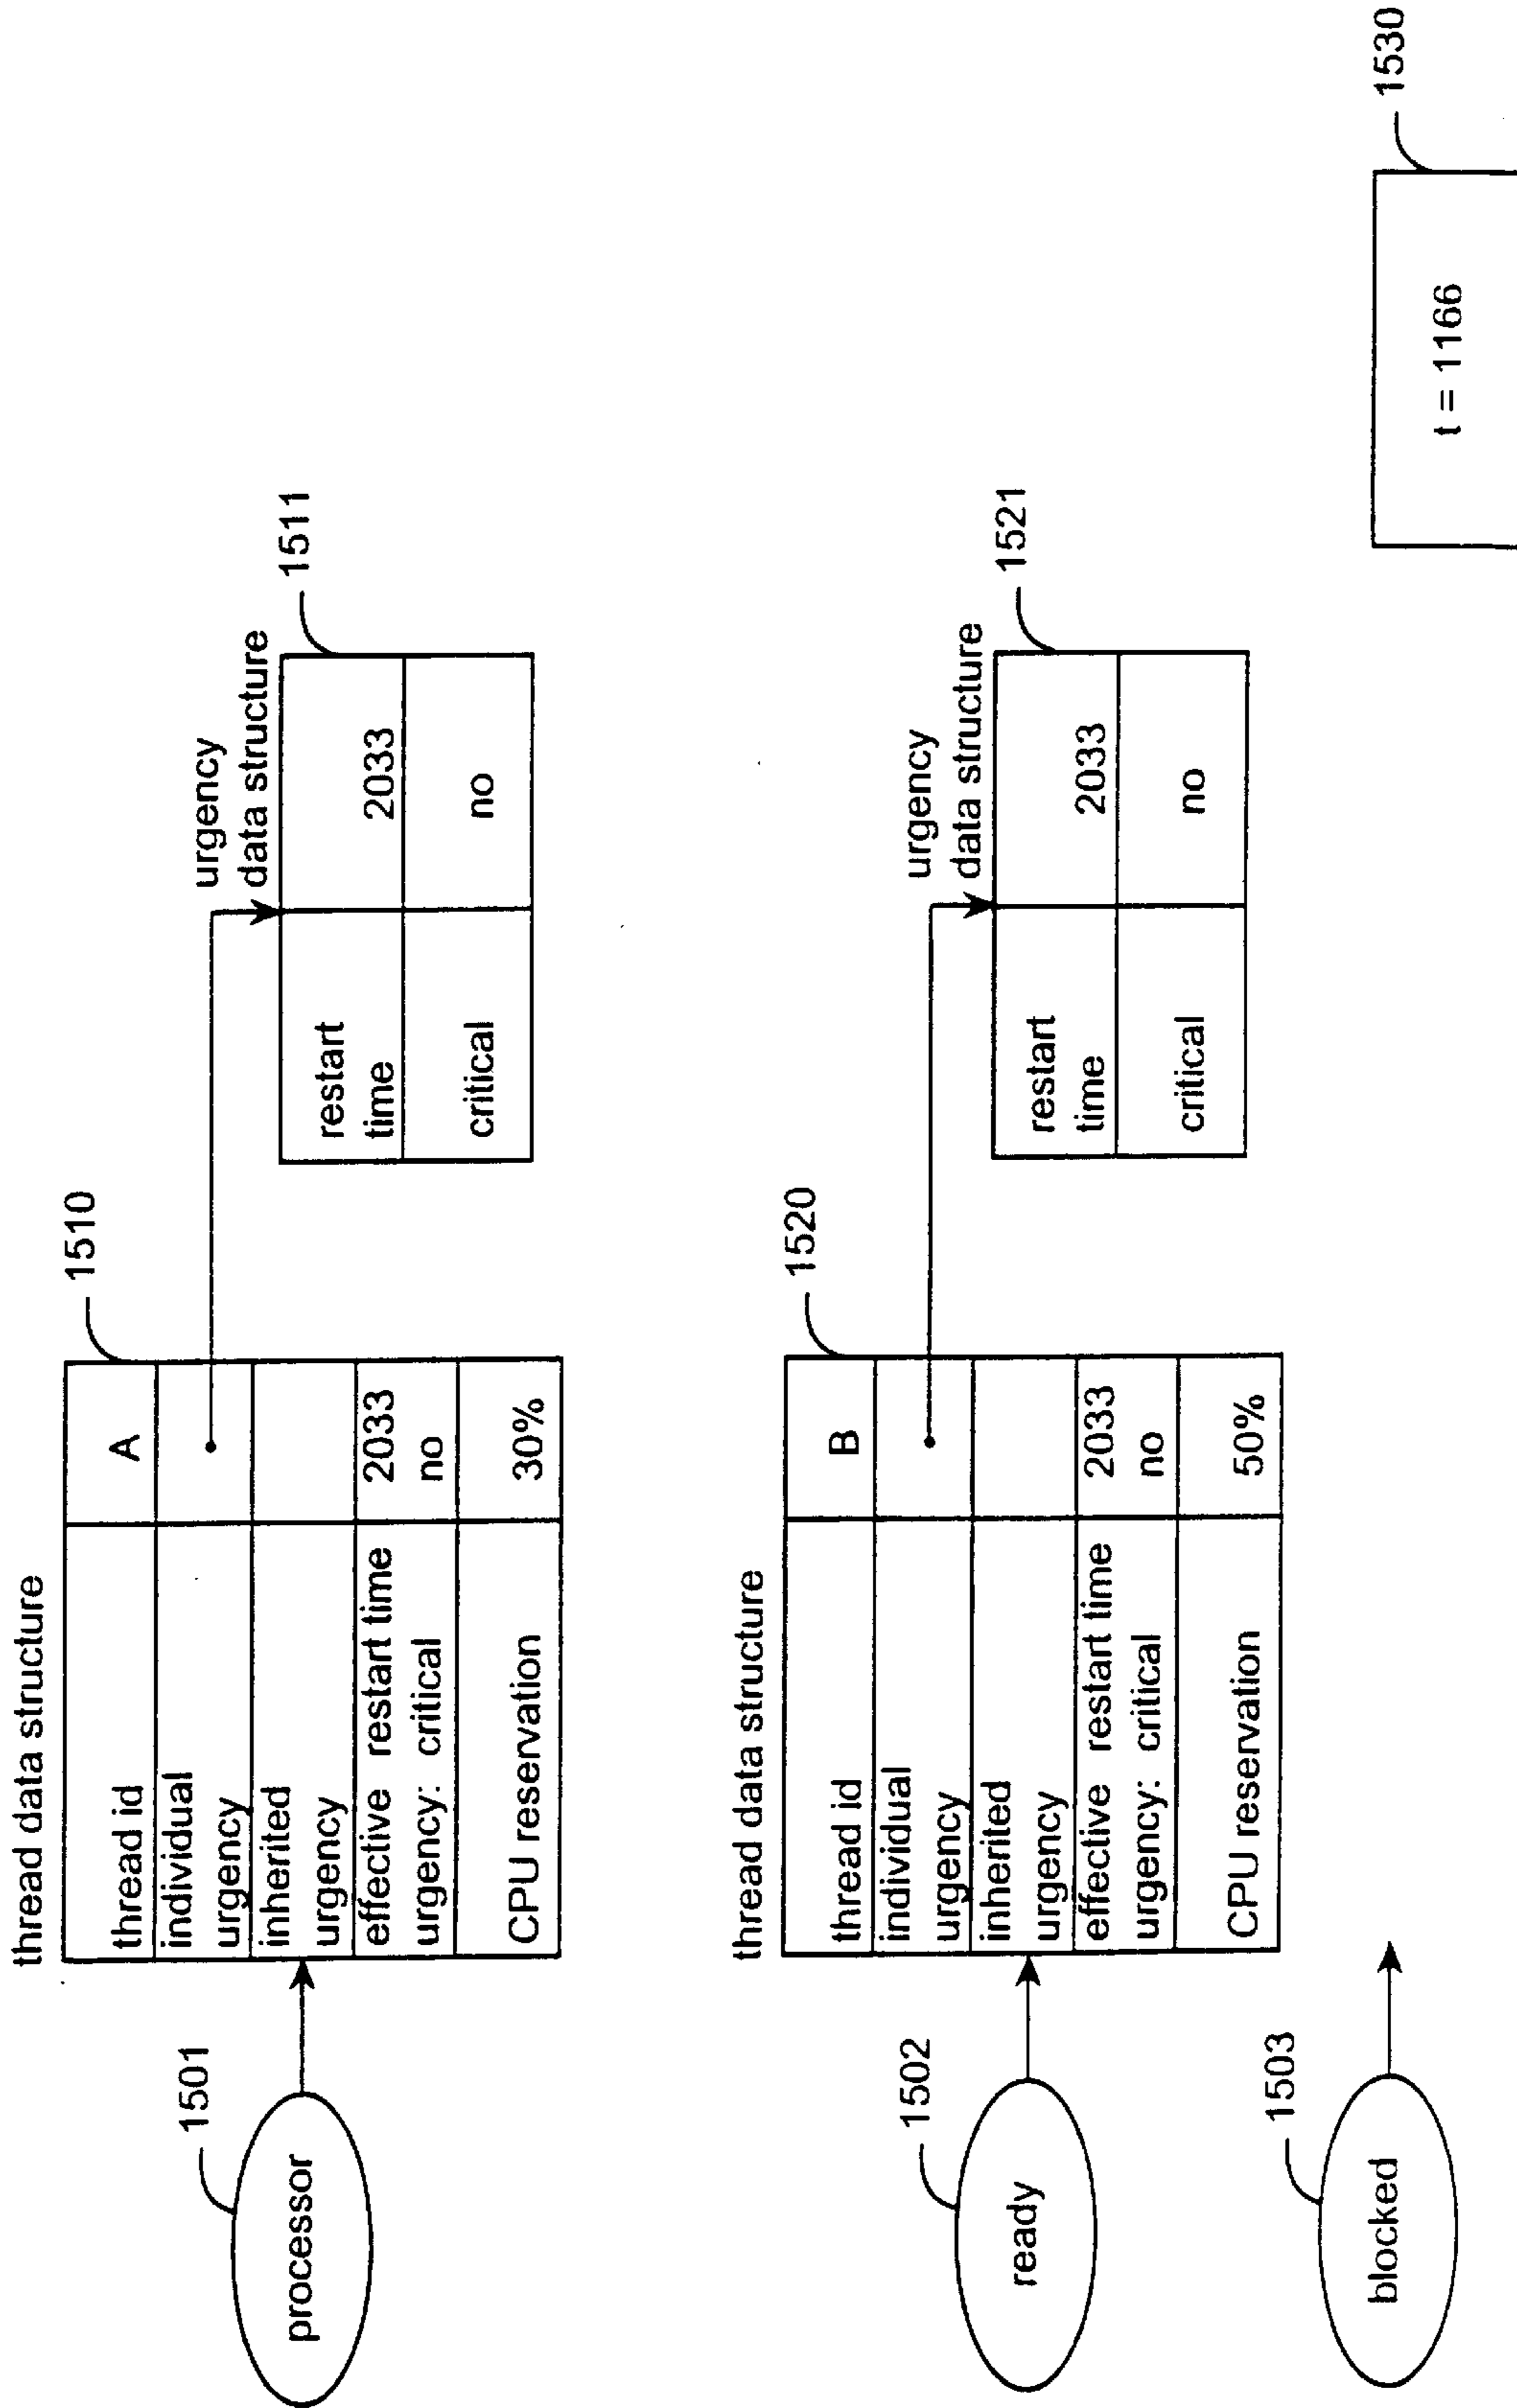 thread data structure
1510
thread id A
individual
urgency
inherited
urgency
effective restart time 2033
urgency: critical no
CPU reservation 30%
1501
processor
urgency
data structure
1511
restart
time 2033
critical no
thread data structure
1520
thread id B
individual
urgency
inherited
urgency
effective restart time 2033
urgency: critical no
CPU reservation 50%
1502
ready
urgency
data structure
1521
restart
time 2033
critical no
1503
blocked
1530
t = 1166